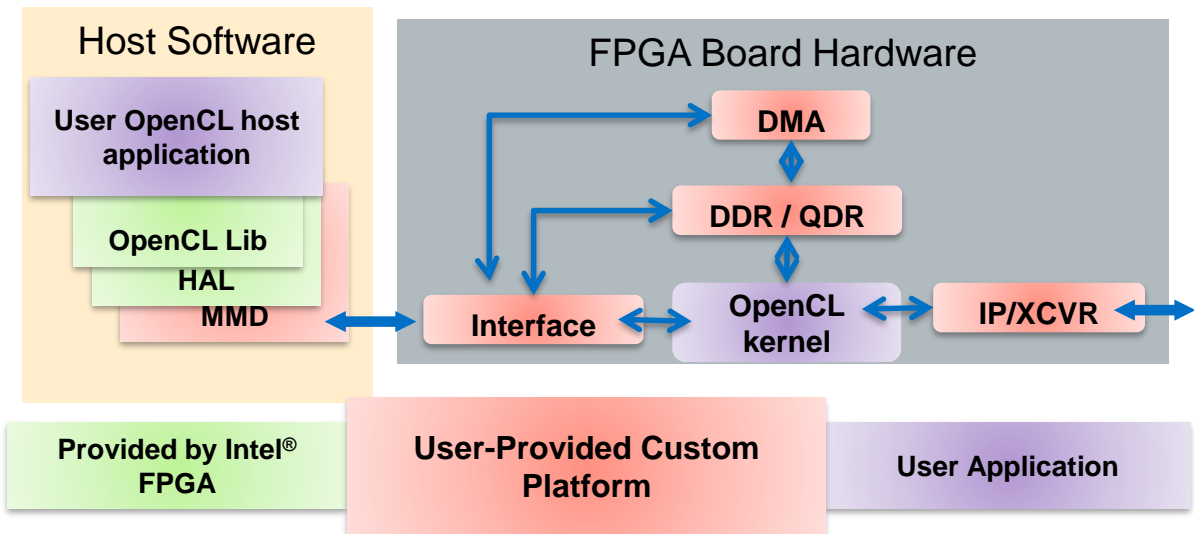 Host Software
User OpenCL host
application
OpenCL Lib
HAL
MMD
FPGA Board Hardware
DMA
DDR / QDR
Interface
OpenCL
kernel
IP/XCVR
Provided by Intel®
FPGA
User-Provided Custom
Platform
User Application